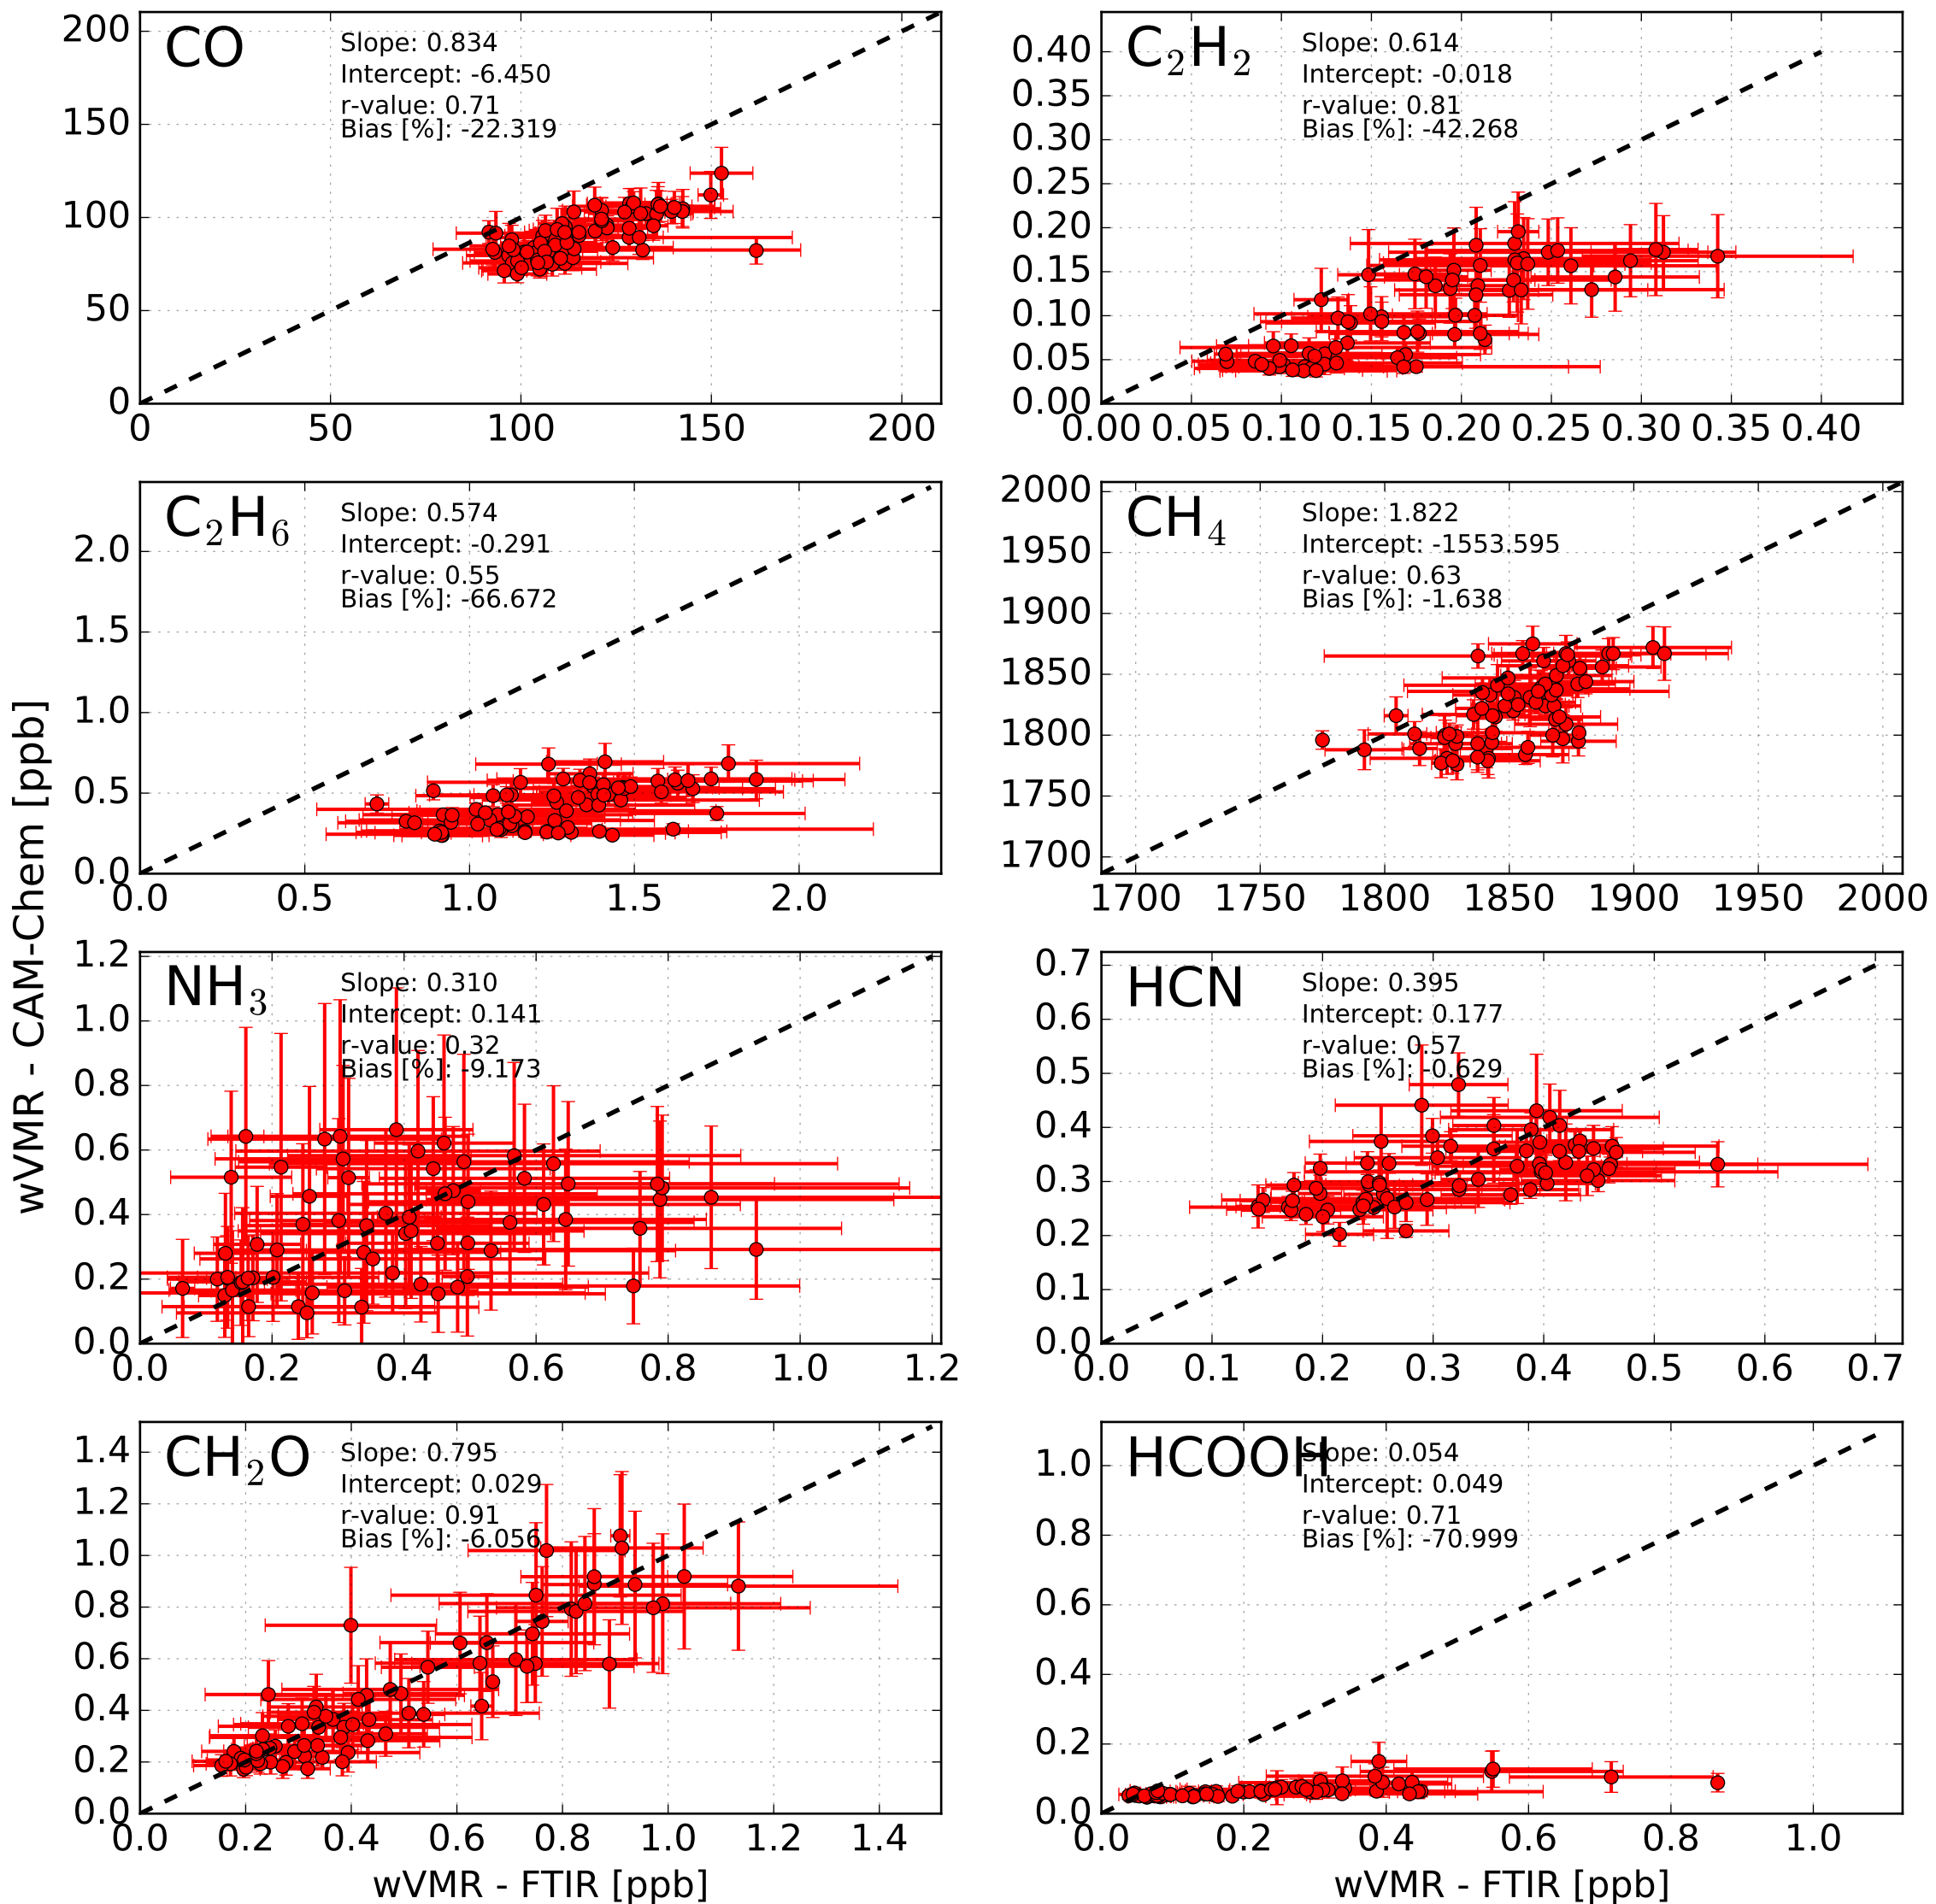 wVMR - CAM-Chem [ppb]
CO
Slope: 0.834
Intercept: -6.450
r-value: 0.71
Bias [%]: -22.319
200
150
100
50
0
0 50 100 150 200
C₂H₂
Slope: 0.614
Intercept: -0.018
r-value: 0.81
Bias [%]: -42.268
0.40
0.35
0.30
0.25
0.20
0.15
0.10
0.05
0.00
0.00 0.05 0.10 0.15 0.20 0.25 0.30 0.35 0.40
C₂H₆
Slope: 0.574
Intercept: -0.291
r-value: 0.55
Bias [%]: -66.672
2.0
1.5
1.0
0.5
0.0
0.0 0.5 1.0 1.5 2.0
CH₄
Slope: 1.822
Intercept: -1553.595
r-value: 0.63
Bias [%]: -1.638
2000
1950
1900
1850
1800
1750
1700
1700 1750 1800 1850 1900 1950 2000
NH₃
Slope: 0.310
Intercept: 0.141
r-value: 0.32
Bias [%]: -9.173
1.2
1.0
0.8
0.6
0.4
0.2
0.0
0.0 0.2 0.4 0.6 0.8 1.0 1.2
HCN
Slope: 0.395
Intercept: 0.177
r-value: 0.57
Bias [%]: -0.629
0.7
0.6
0.5
0.4
0.3
0.2
0.1
0.0
0.0 0.1 0.2 0.3 0.4 0.5 0.6 0.7
CH₂O
Slope: 0.795
Intercept: 0.029
r-value: 0.91
Bias [%]: -6.056
1.4
1.2
1.0
0.8
0.6
0.4
0.2
0.0
0.0 0.2 0.4 0.6 0.8 1.0 1.2 1.4
wVMR - FTIR [ppb]
HCOOH
Slope: 0.054
Intercept: 0.049
r-value: 0.71
Bias [%]: -70.999
1.0
0.8
0.6
0.4
0.2
0.0
0.0 0.2 0.4 0.6 0.8 1.0
wVMR - FTIR [ppb]